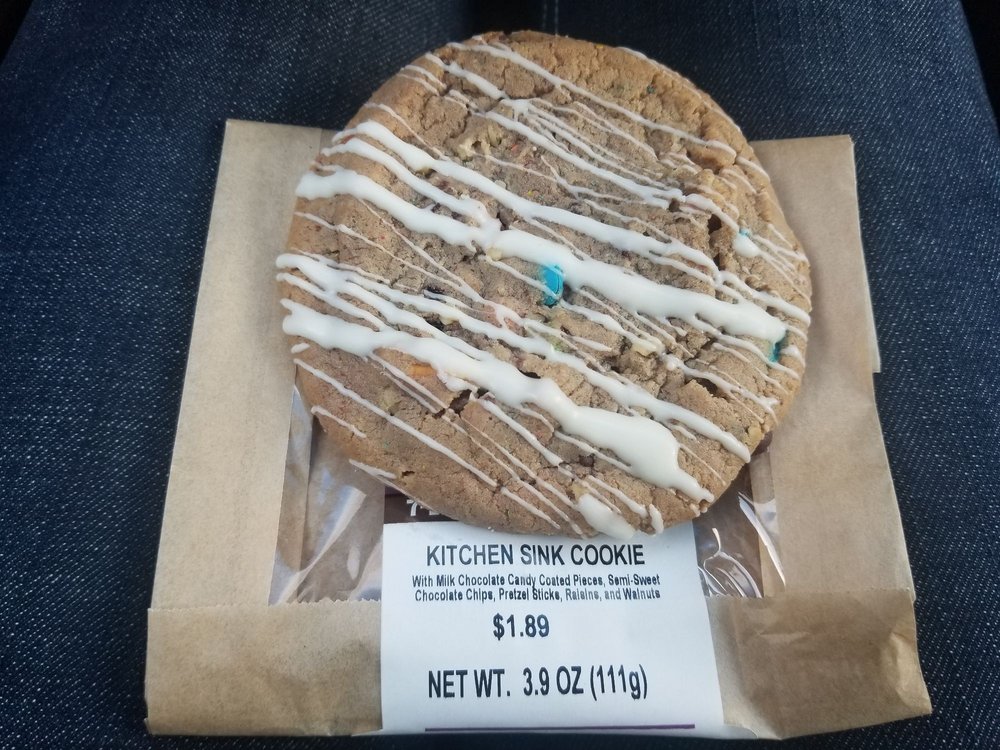 KITCHEN SINK COOKIE
With Milk Chocolate Candy Coated Pieces, Semi-Sweet
Chocolate Chips, Pretzel Sticks, Raisins, and Walnuts
$1.89
NET WT. 3.9 OZ (111g)